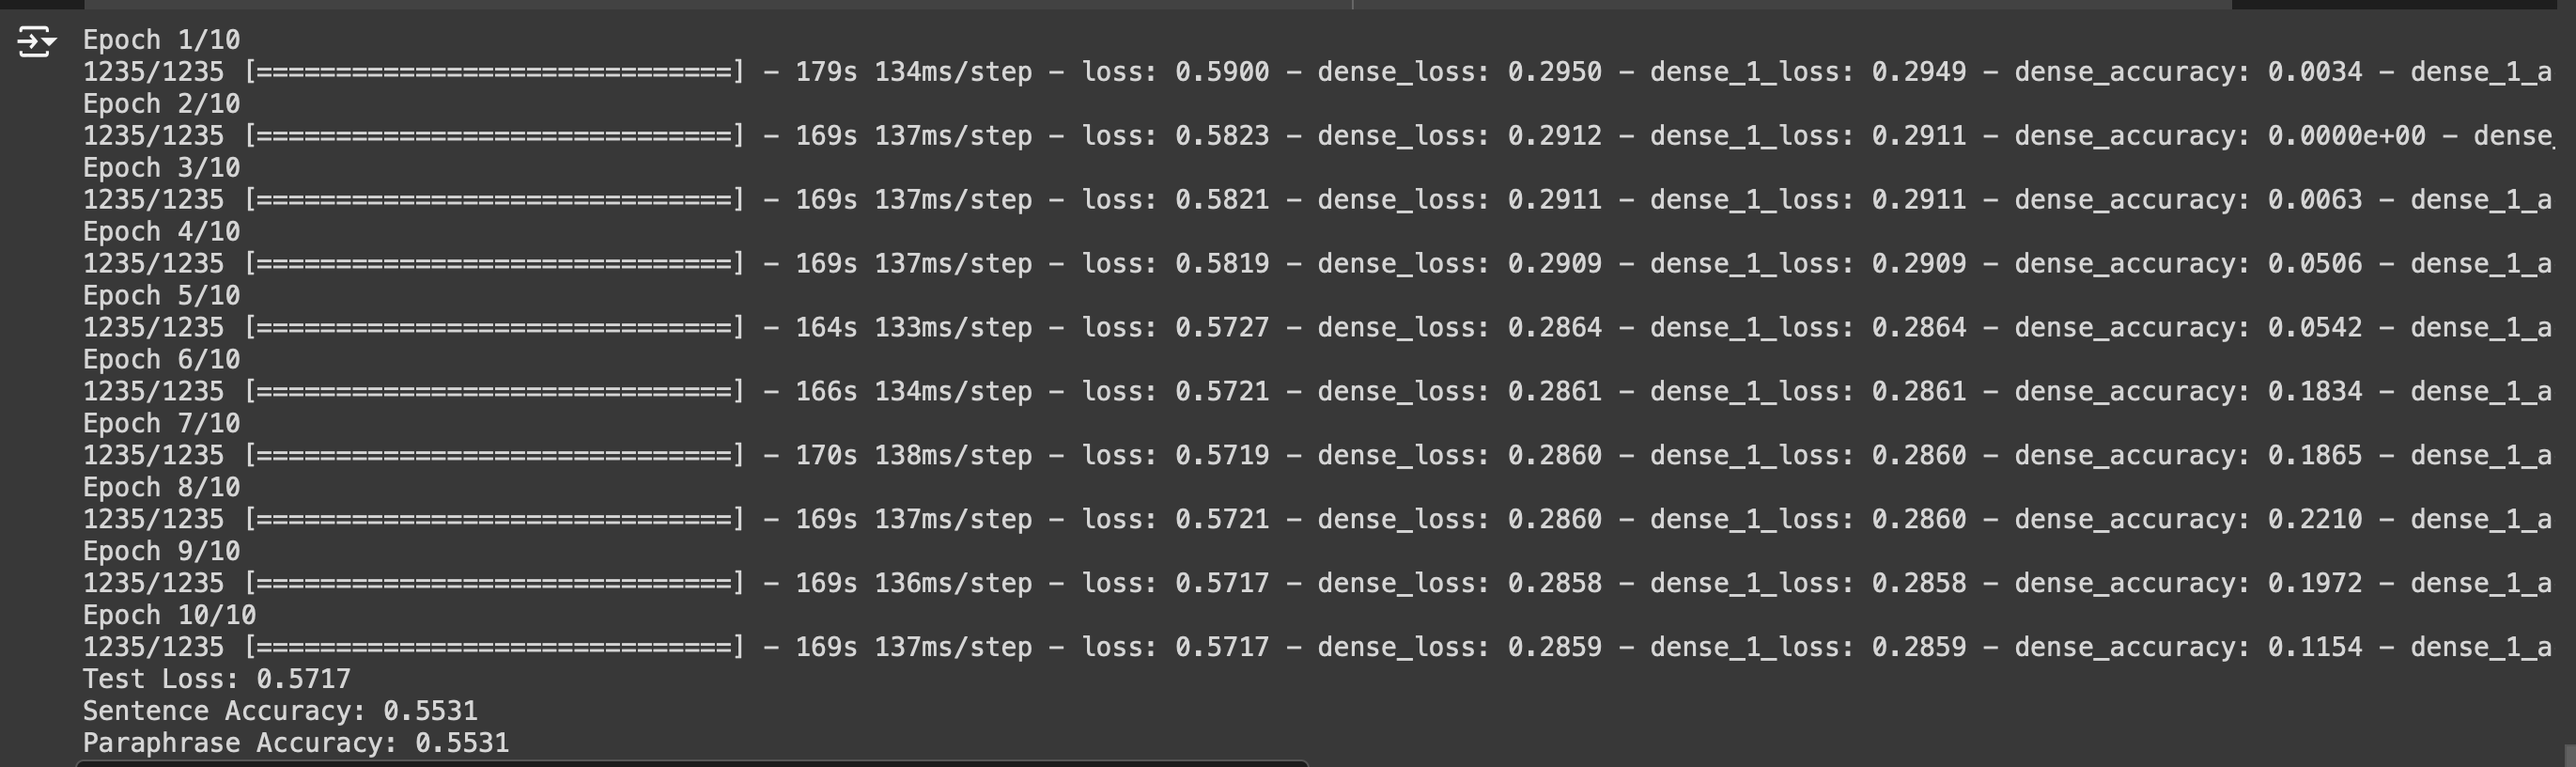 Epoch 1/10
1235/1235 [==============================] - 179s 134ms/step - loss: 0.5900 - dense_loss: 0.2950 - dense_1_loss: 0.2949 - dense_accuracy: 0.0034 - dense_1_a
Epoch 2/10
1235/1235 [==============================] - 169s 137ms/step - loss: 0.5823 - dense_loss: 0.2912 - dense_1_loss: 0.2911 - dense_accuracy: 0.0000e+00 - dense_
Epoch 3/10
1235/1235 [==============================] - 169s 137ms/step - loss: 0.5821 - dense_loss: 0.2911 - dense_1_loss: 0.2911 - dense_accuracy: 0.0063 - dense_1_a
Epoch 4/10
1235/1235 [==============================] - 169s 137ms/step - loss: 0.5819 - dense_loss: 0.2909 - dense_1_loss: 0.2909 - dense_accuracy: 0.0506 - dense_1_a
Epoch 5/10
1235/1235 [==============================] - 164s 133ms/step - loss: 0.5727 - dense_loss: 0.2864 - dense_1_loss: 0.2864 - dense_accuracy: 0.0542 - dense_1_a
Epoch 6/10
1235/1235 [==============================] - 166s 134ms/step - loss: 0.5721 - dense_loss: 0.2861 - dense_1_loss: 0.2861 - dense_accuracy: 0.1834 - dense_1_a
Epoch 7/10
1235/1235 [==============================] - 170s 138ms/step - loss: 0.5719 - dense_loss: 0.2860 - dense_1_loss: 0.2860 - dense_accuracy: 0.1865 - dense_1_a
Epoch 8/10
1235/1235 [==============================] - 169s 137ms/step - loss: 0.5721 - dense_loss: 0.2860 - dense_1_loss: 0.2860 - dense_accuracy: 0.2210 - dense_1_a
Epoch 9/10
1235/1235 [==============================] - 169s 136ms/step - loss: 0.5717 - dense_loss: 0.2858 - dense_1_loss: 0.2858 - dense_accuracy: 0.1972 - dense_1_a
Epoch 10/10
1235/1235 [==============================] - 169s 137ms/step - loss: 0.5717 - dense_loss: 0.2859 - dense_1_loss: 0.2859 - dense_accuracy: 0.1154 - dense_1_a
Test Loss: 0.5717
Sentence Accuracy: 0.5531
Paraphrase Accuracy: 0.5531